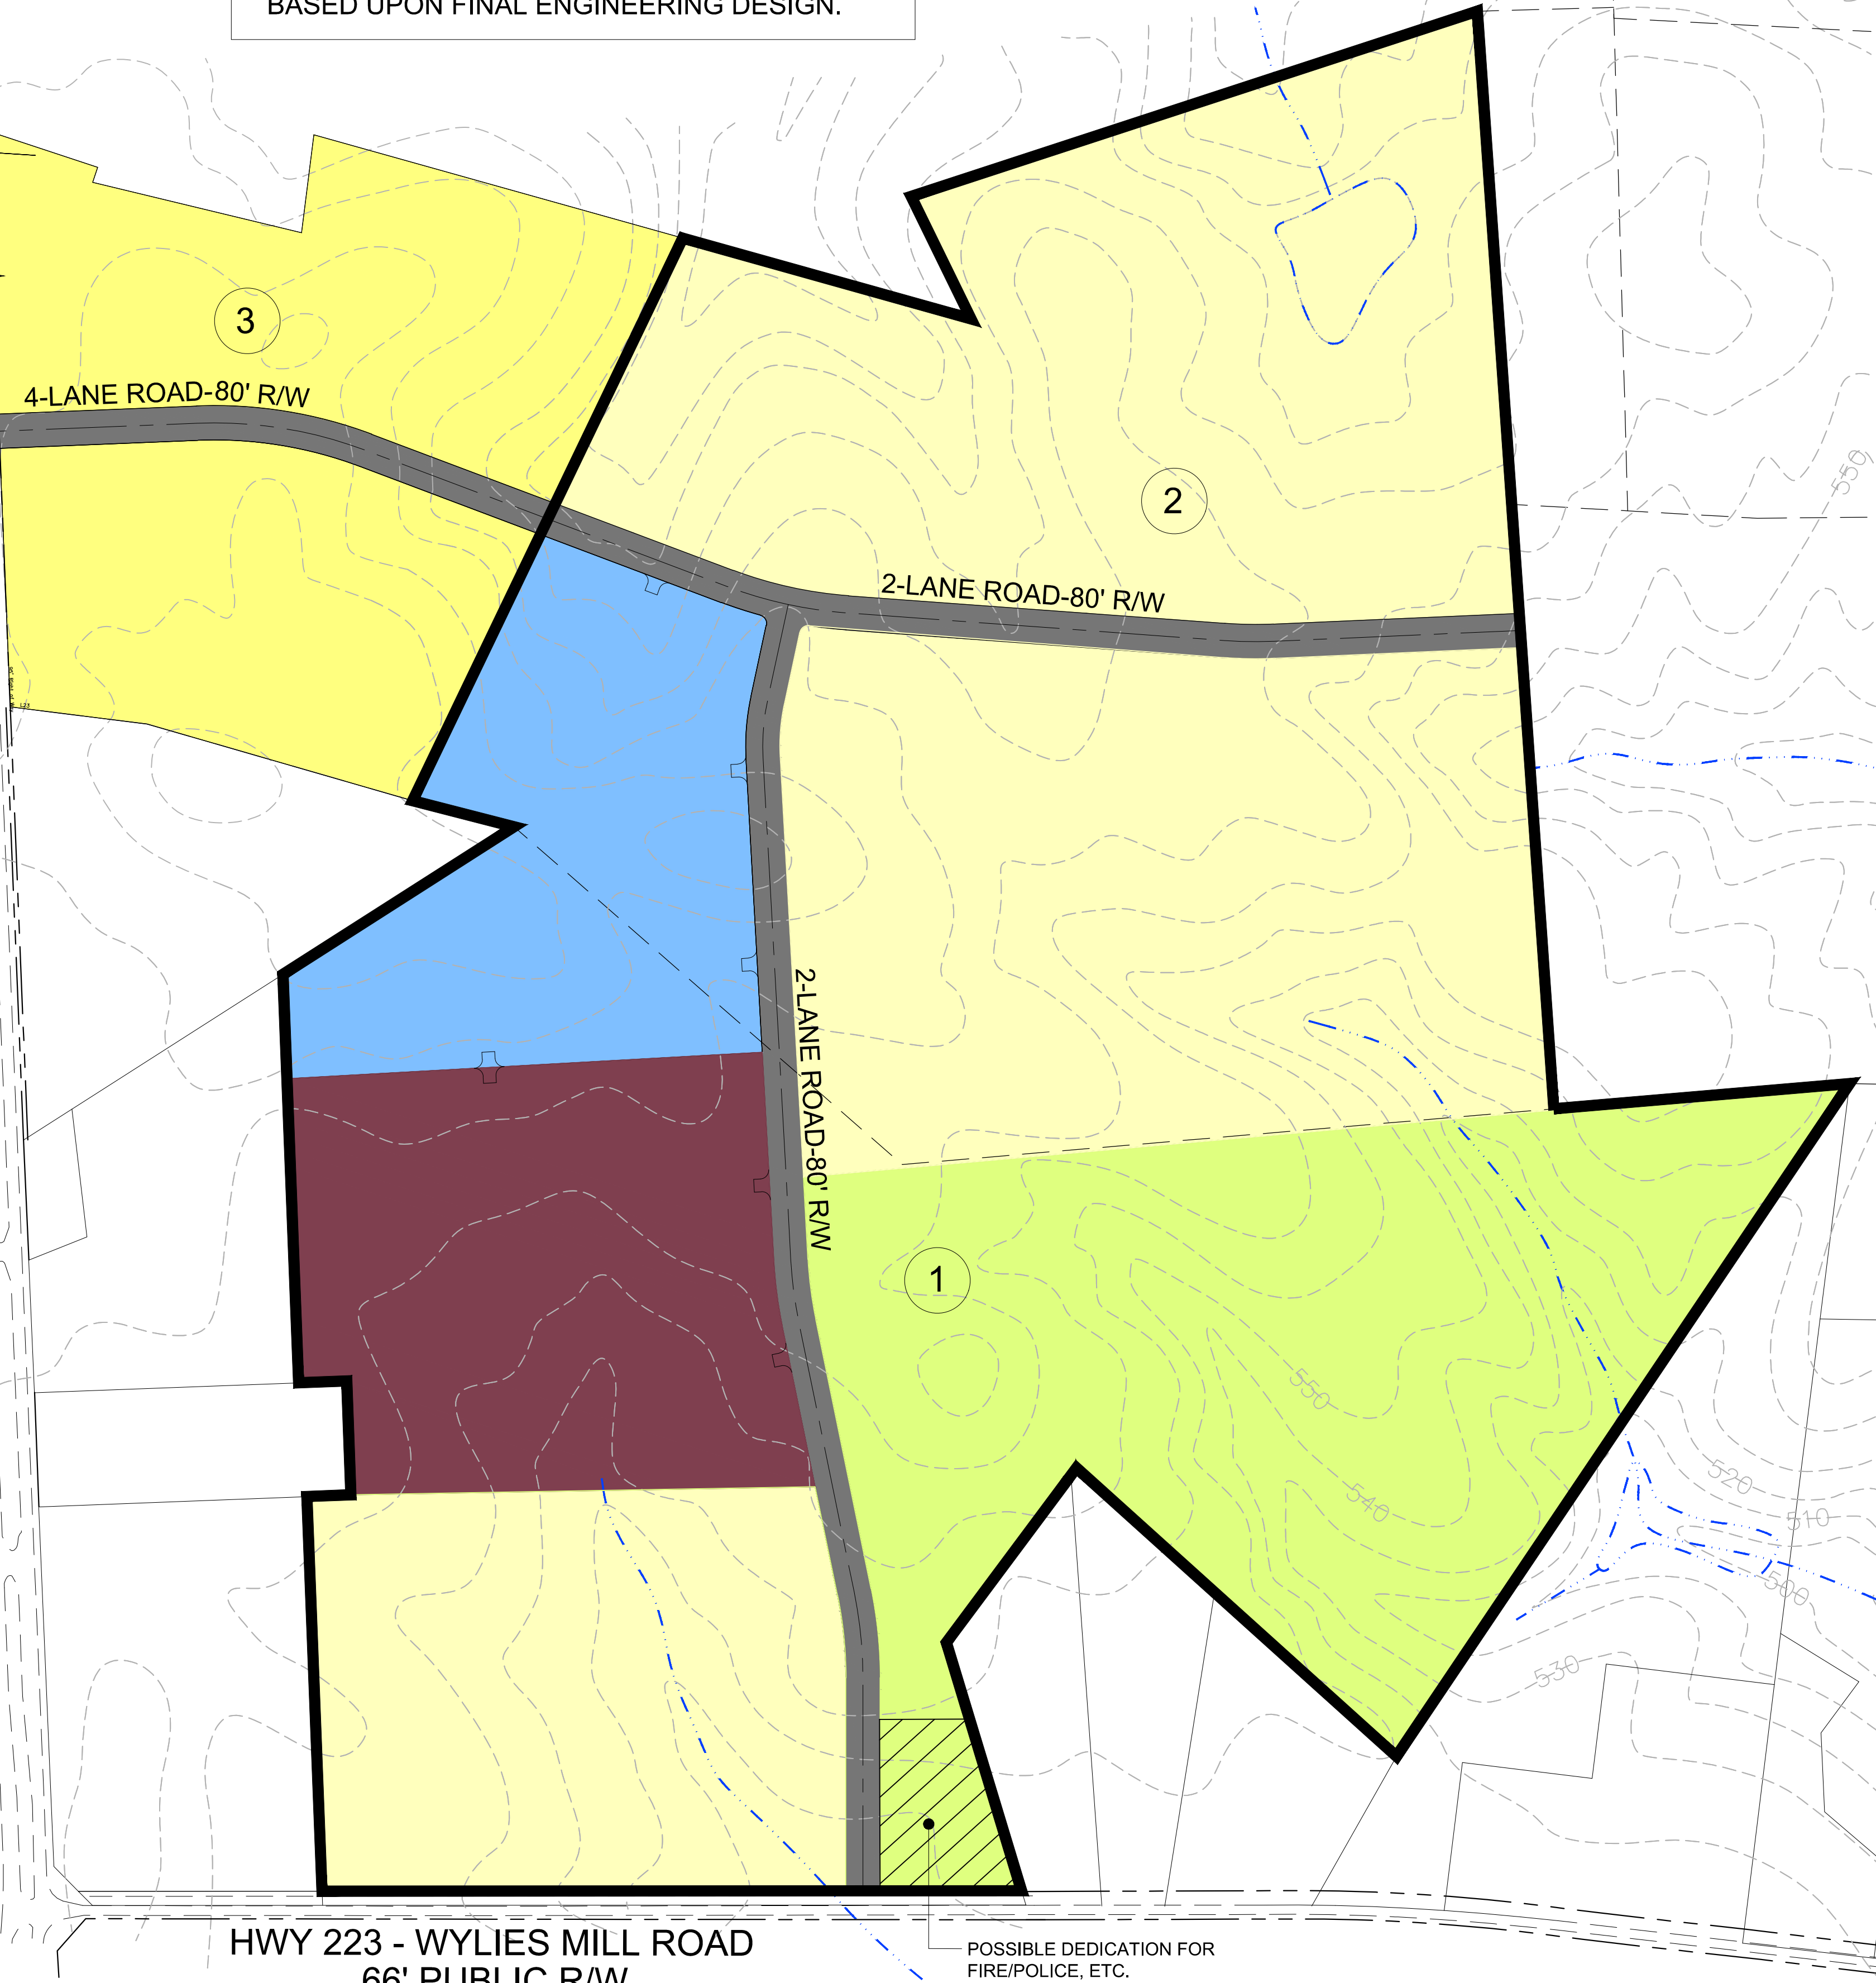 BASED UPON FINAL ENGINEERING DESIGN.
3
4-LANE ROAD-80' R/W
2
2-LANE ROAD-80' R/W
550
2-LANE ROAD-80' R/W
1
550
540
520
510
500
530
HWY 223 - WYLIES MILL ROAD
66' PUBLIC R/W
POSSIBLE DEDICATION FOR
FIRE/POLICE, ETC.